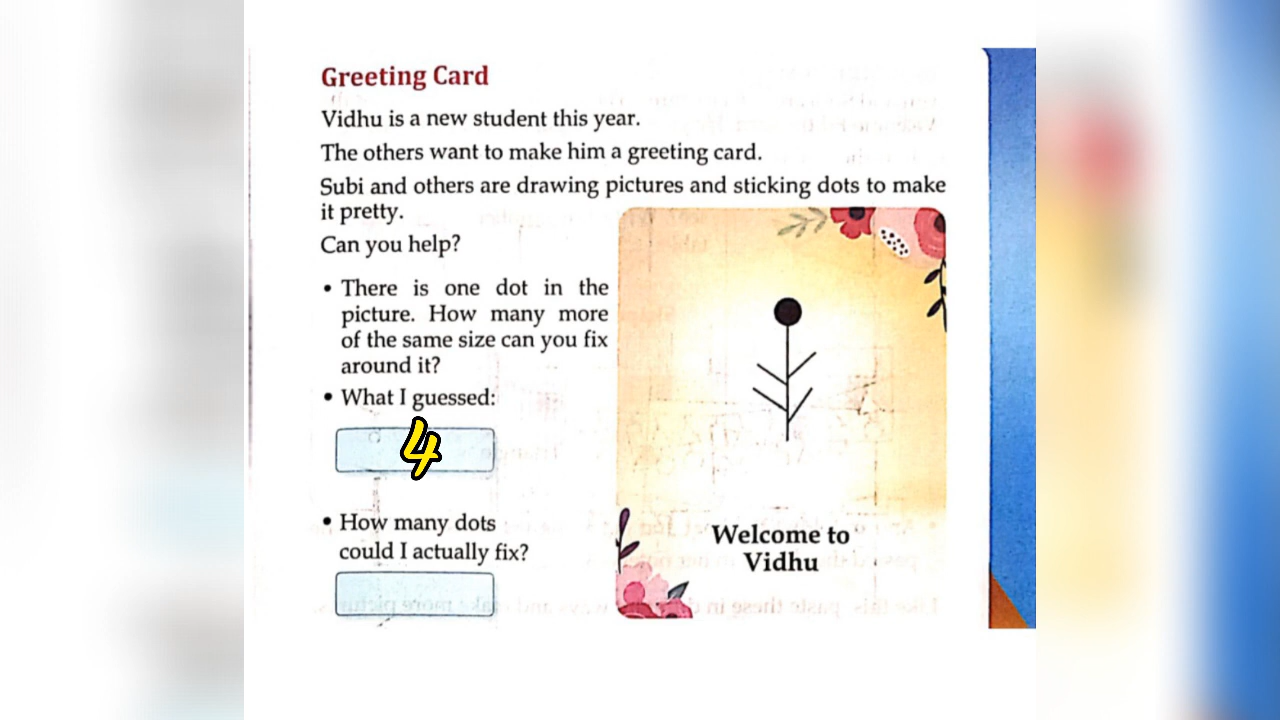 Greeting Card
Vidhu is a new student this year.
The others want to make him a greeting card.
Subi and others are drawing pictures and sticking dots to make
it pretty.
Can you help?
• There is one dot in the
picture. How many more
of the same size can you fix
around it?
• What I guessed:
4
• How many dots
could I actually fix?
Welcome to
Vidhu